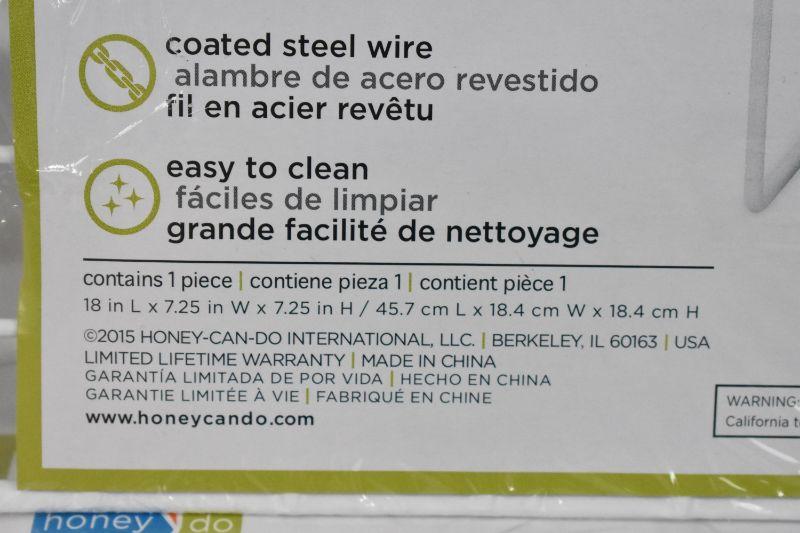 coated steel wire
alambre de acero revestido
fil en acier revêtu
easy to clean
fáciles de limpiar
grande facilité de nettoyage
contains 1 piece | contiene pieza 1 | contient pièce 1
18 in L x 7.25 in W x 7.25 in H / 45.7 cm L x 18.4 cm W x 18.4 cm H
©2015 HONEY-CAN-DO INTERNATIONAL, LLC. | BERKELEY, IL 60163 | USA
LIMITED LIFETIME WARRANTY | MADE IN CHINA
GARANTÍA LIMITADA DE POR VIDA | HECHO EN CHINA
GARANTIE LIMITÉE À VIE | FABRIQUÉ EN CHINE
www.honeycando.com
WARNING:
California
honey do